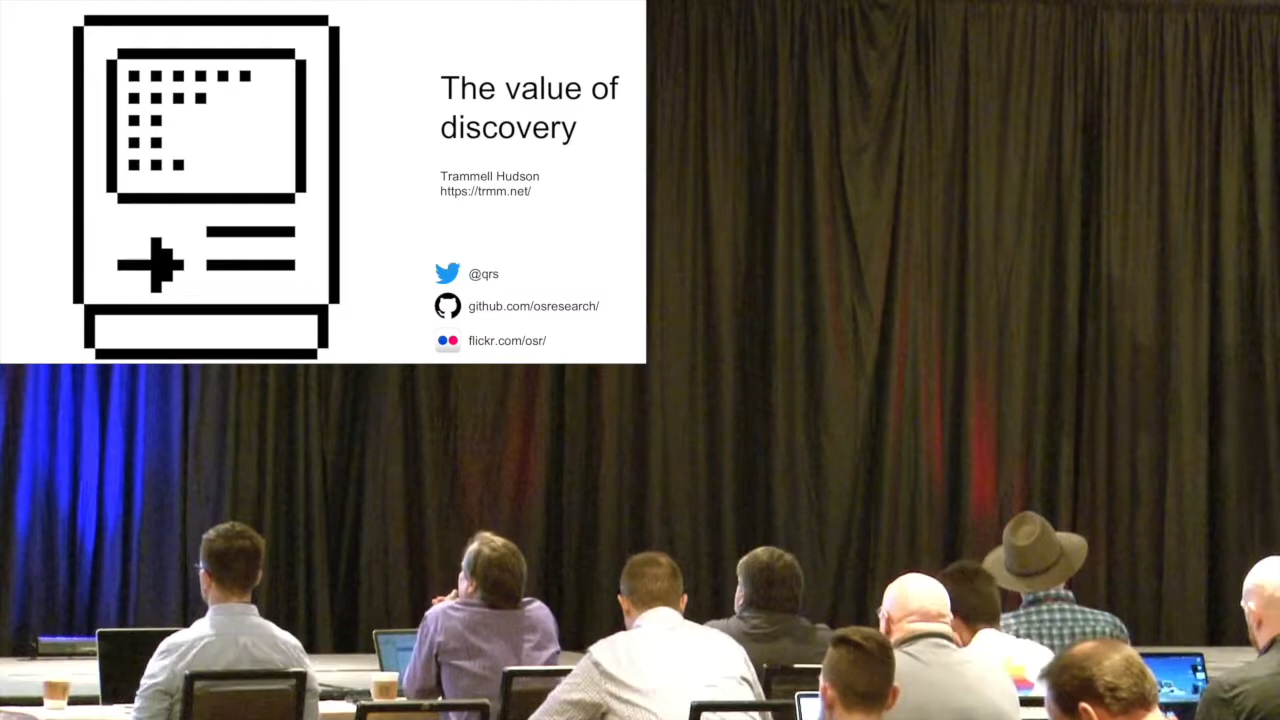 The value of
discovery
Trammell Hudson
https://trmm.net/
@qrs
github.com/osresearch/
flickr.com/osr/